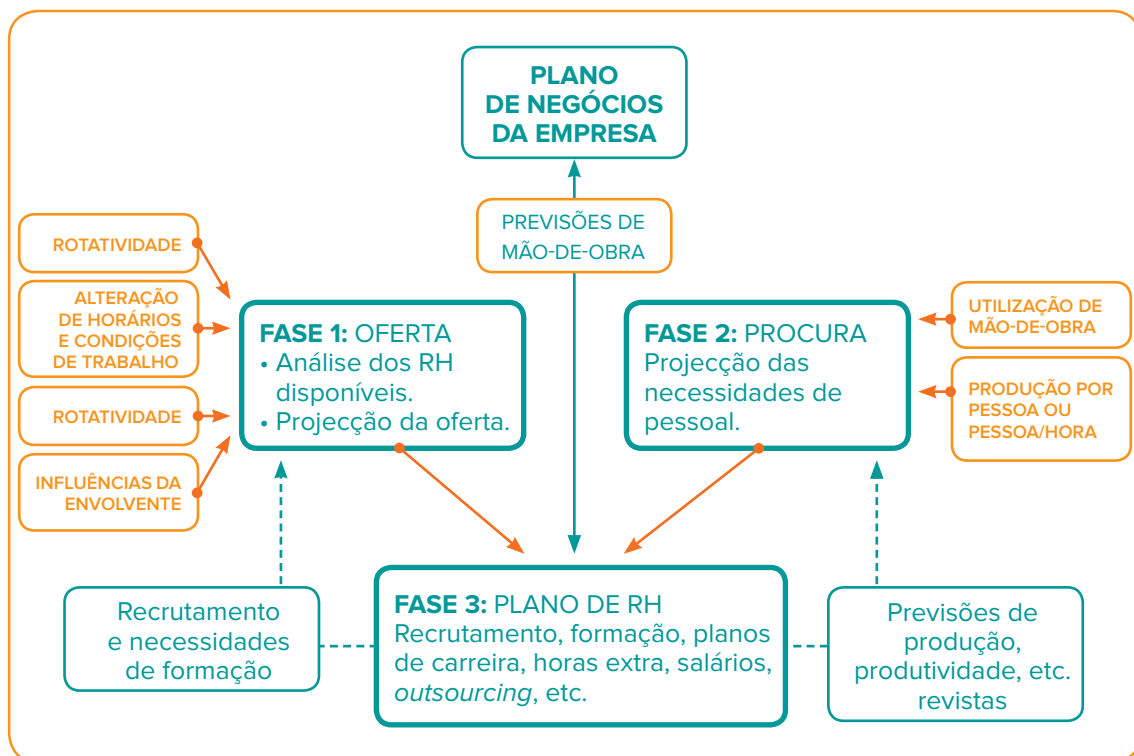 PLANO
DE NEGÓCIOS
DA EMPRESA
PREVISÕES DE
MÃO-DE-OBRA
ROTATIVIDADE
ALTERAÇÃO
DE HORÁRIOS
E CONDIÇÕES
DE TRABALHO
ROTATIVIDADE
INFLUÊNCIAS DA
ENVOLVENTE
FASE 1: OFERTA
• Análise dos RH
disponíveis.
• Projecção da oferta.
FASE 2: PROCURA
Projecção das
necessidades de
pessoal.
UTILIZAÇÃO DE
MÃO-DE-OBRA
PRODUÇÃO POR
PESSOA OU
PESSOA/HORA
Recrutamento
e necessidades
de formação
FASE 3: PLANO DE RH
Recrutamento, formação, planos
de carreira, horas extra, salários,
outsourcing, etc.
Previsões de
produção,
produtividade, etc.
revistas